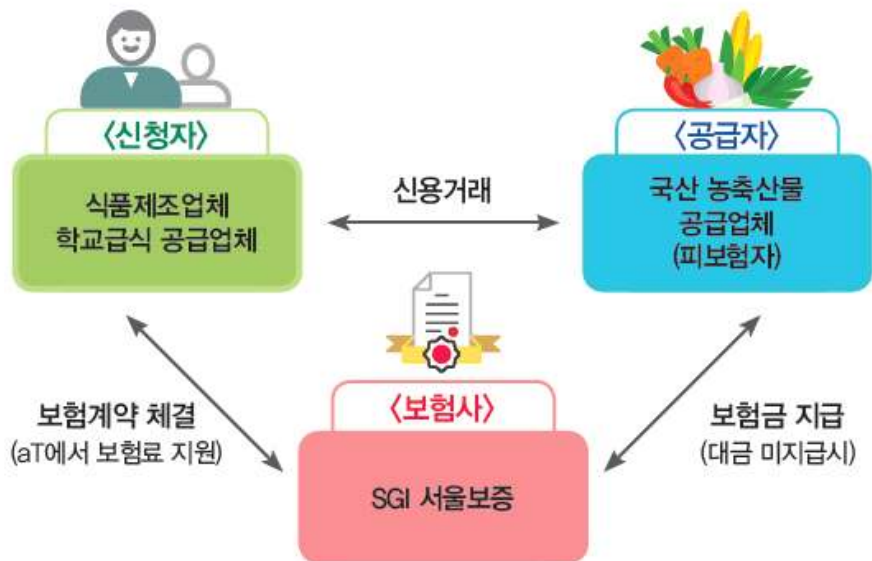 <신청자>
식품제조업체
학교급식 공급업체
신용거래
<공급자>
국산 농축산물
공급업체
(피보험자)
보험계약 체결
(aT에서 보험료 지원)
<보험사>
SGI 서울보증
보험금 지급
(대금 미지급시)